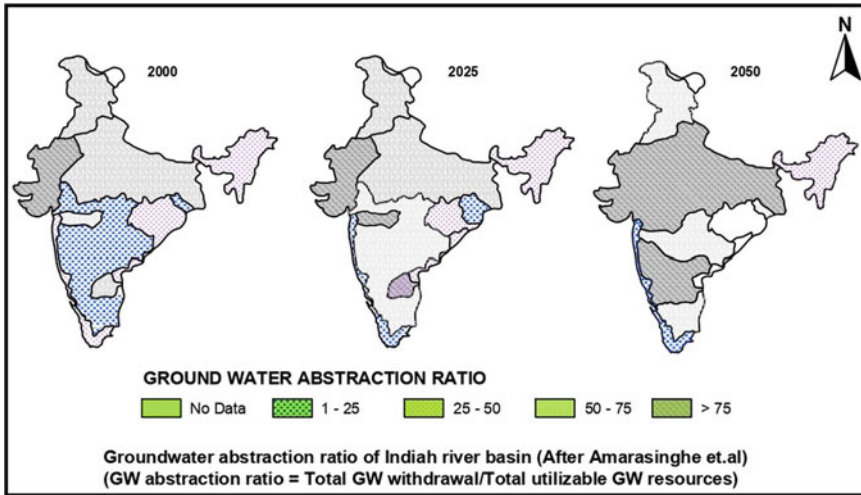 N
2000 2025 2050
GROUND WATER ABSTRACTION RATIO
No Data 1 - 25 25 - 50 50 - 75 > 75
Groundwater abstraction ratio of Indiah river basin (After Amarasinghe et.al)
(GW abstraction ratio = Total GW withdrawal/Total utilizable GW resources)